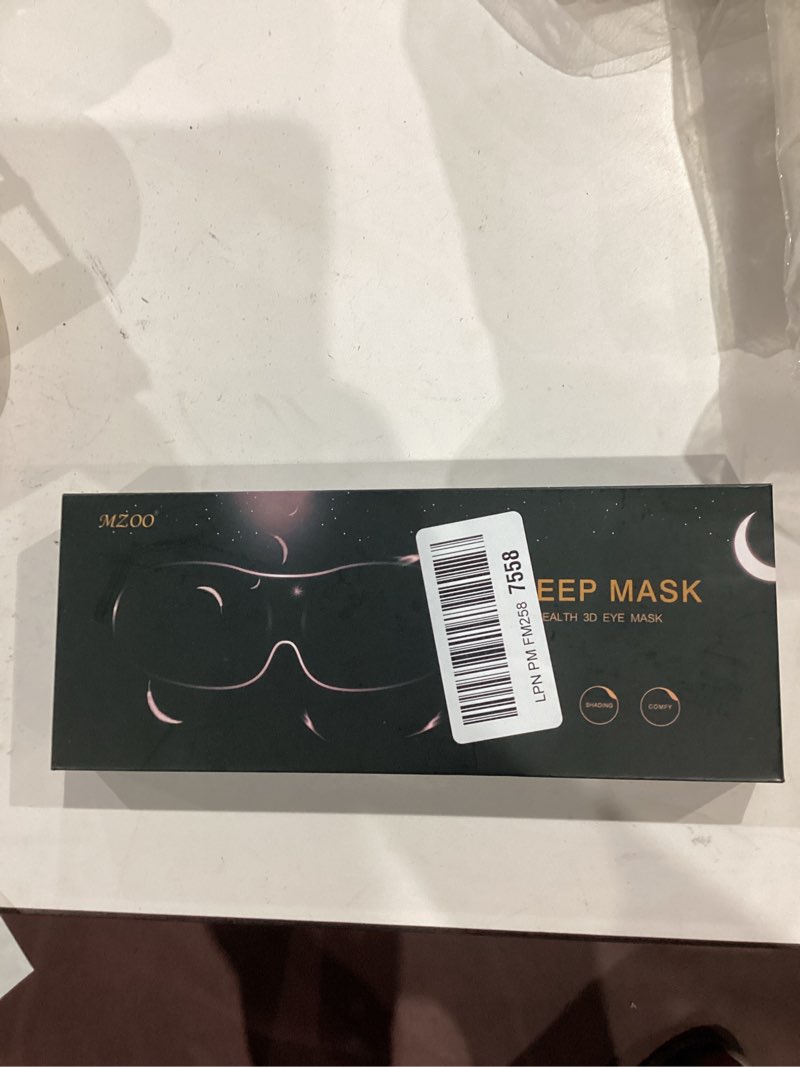 MZOO®
LPN PM FM258 7558
EEP MASK
EALTH 3D EYE MASK
SHADING
COMFY